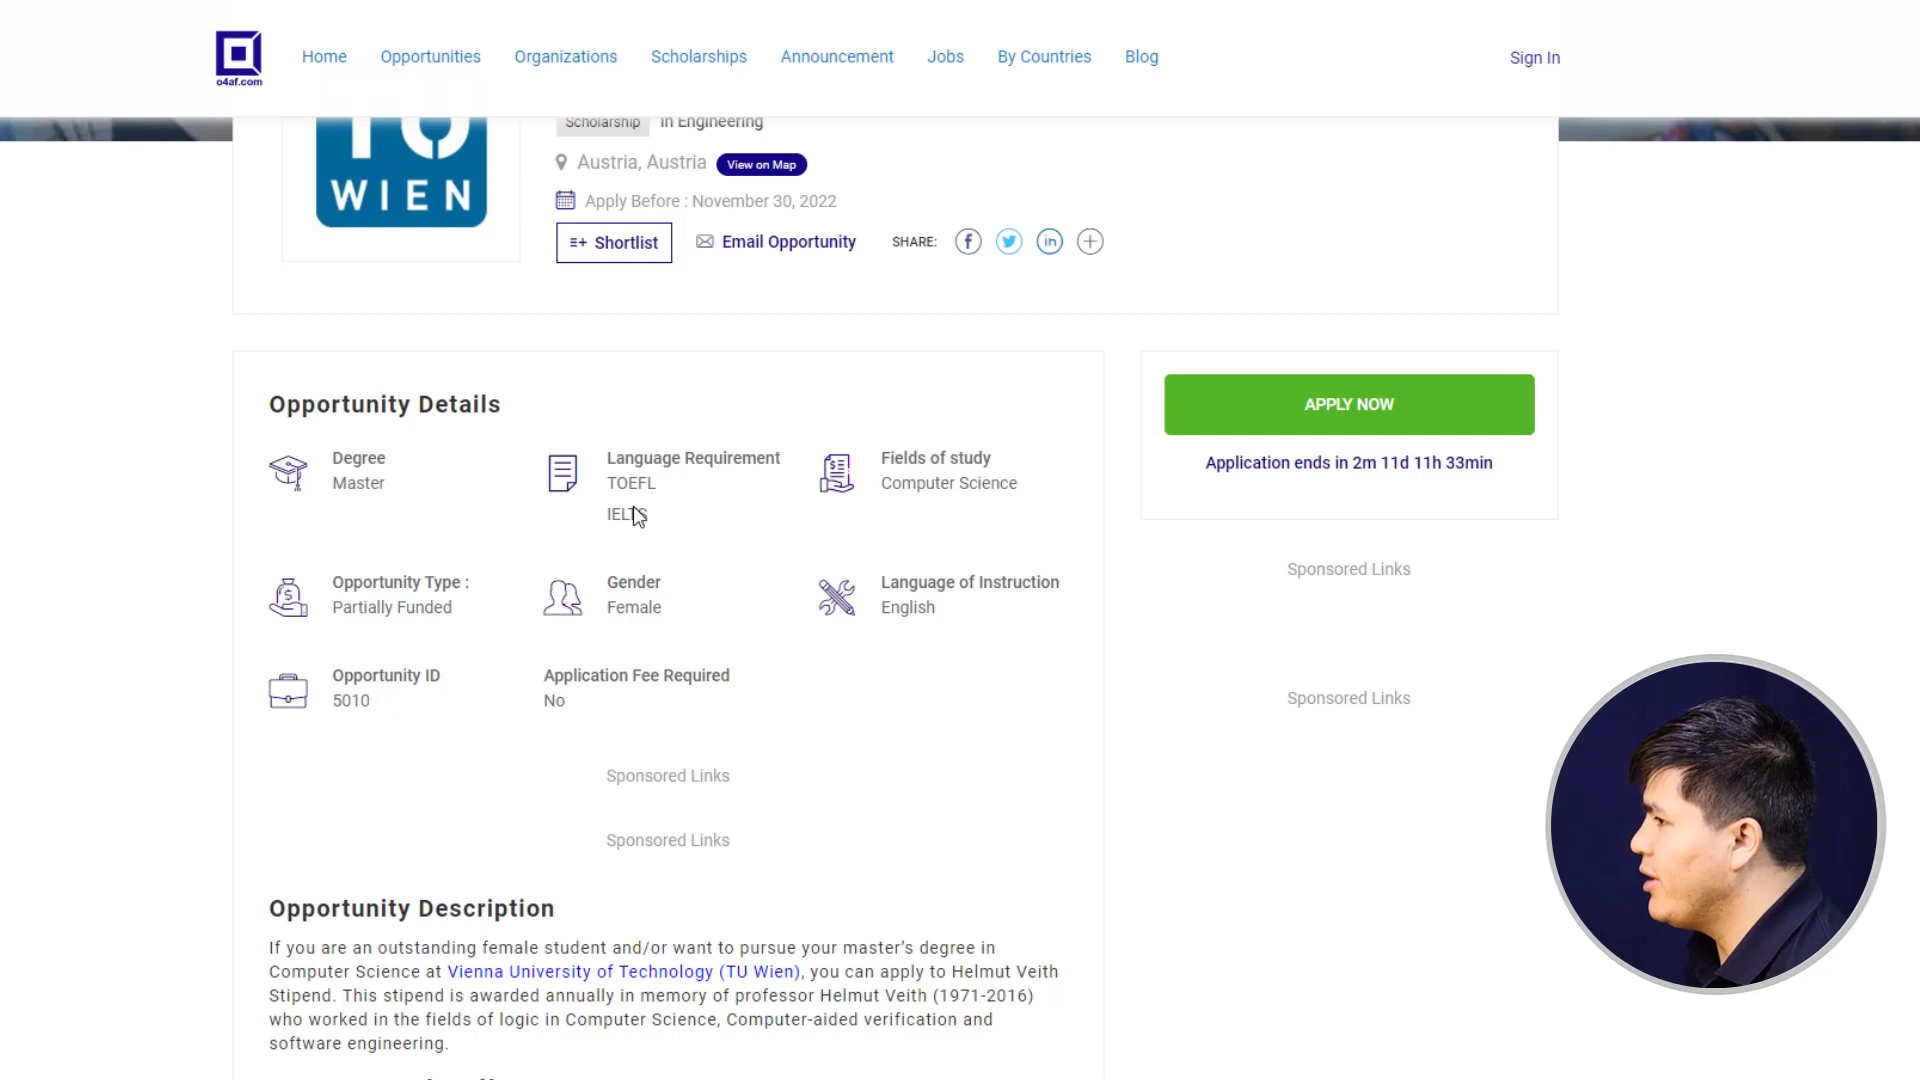 Home Opportunities Organizations Scholarships Announcement Jobs By Countries Blog Sign In
o4af.com
TU
WIEN
Scholarship In Engineering
Austria, Austria View on Map
Apply Before : November 30, 2022
Shortlist Email Opportunity SHARE:
Opportunity Details
Degree
Master
Language Requirement
TOEFL
IELTS
Fields of study
Computer Science
Opportunity Type :
Partially Funded
Gender
Female
Language of Instruction
English
Opportunity ID
5010
Application Fee Required
No
Sponsored Links
Sponsored Links
Opportunity Description
If you are an outstanding female student and/or want to pursue your master’s degree in
Computer Science at Vienna University of Technology (TU Wien), you can apply to Helmut Veith
Stipend. This stipend is awarded annually in memory of professor Helmut Veith (1971-2016)
who worked in the fields of logic in Computer Science, Computer-aided verification and
software engineering.
APPLY NOW
Application ends in 2m 11d 11h 33min
Sponsored Links
Sponsored Links